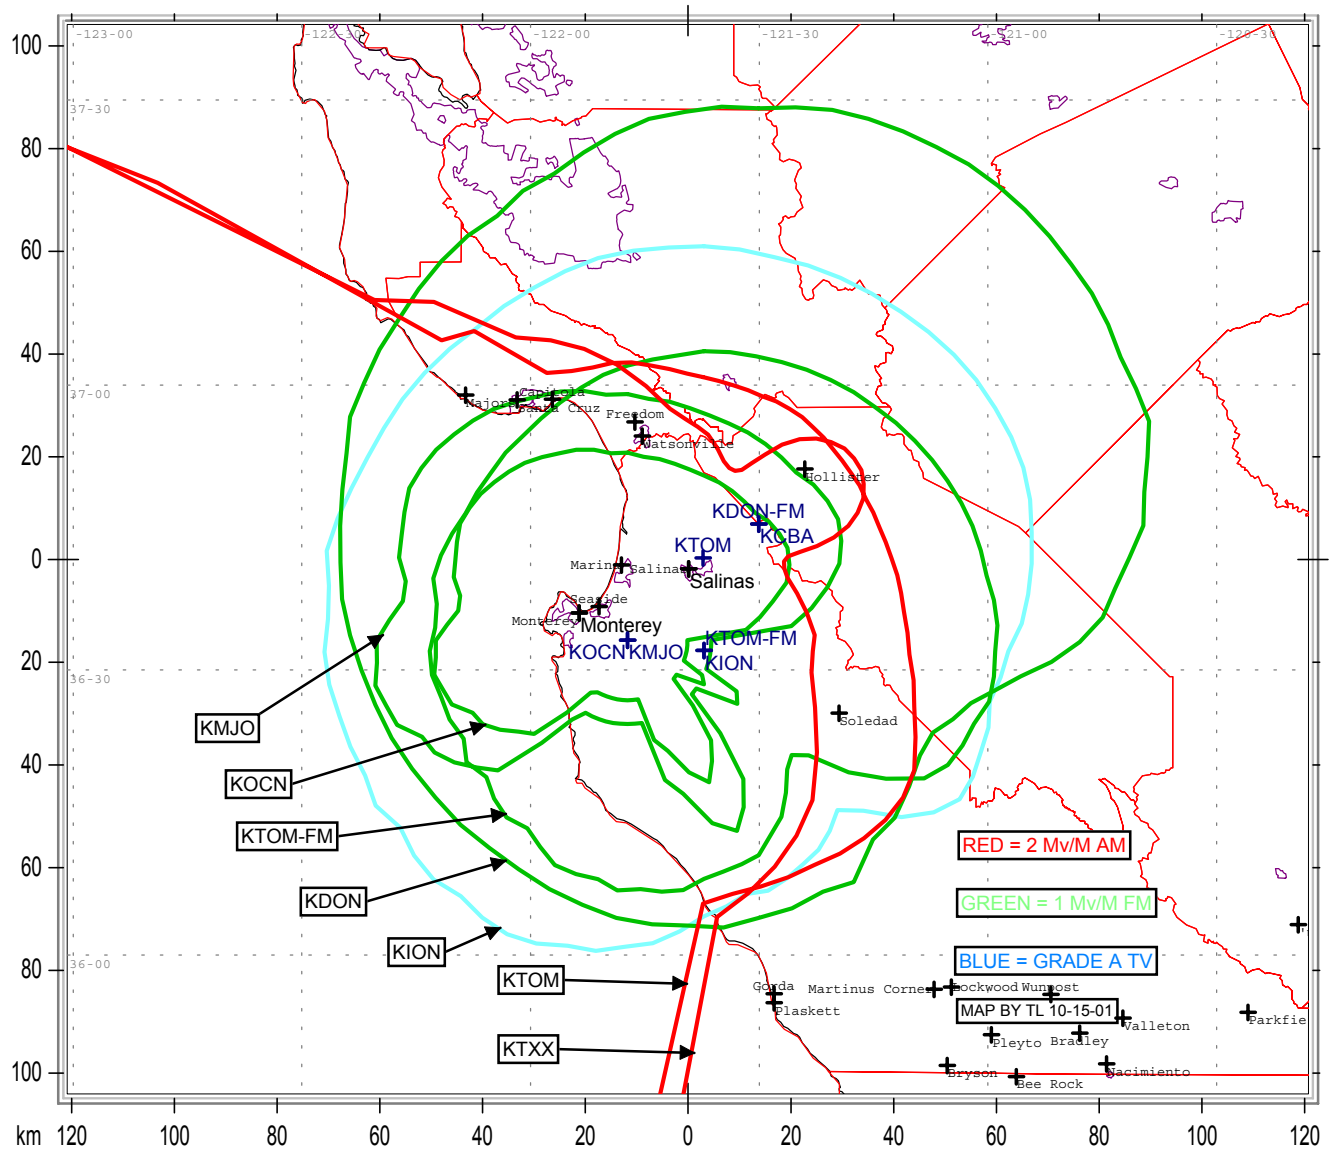 -123-00
-122-30
-122-00
-121-30
-121-00
-120-30
100
37-30
80
60
40
37-00
Capitola
Majors
Santa Cruz
Freedom
Watsonville
20
Hollister
KDON-FM
KCBA
KTOM
0
Marina
Salinas
Salinas
Seaside
Monterey
Monterey
KTOM-FM
KOCN KMJO
KION
20
36-30
Soledad
KMJO
40
KOCN
KTOM-FM
RED = 2 Mv/M AM
60
KDON
GREEN = 1 Mv/M FM
KION
BLUE = GRADE A TV
36-00
80
KTOM
Gorda
Martinus Corner
Lockwood
Wunpost
Plaskett
MAP BY TL 10-15-01
Valleton
Parkfie
Pleyto
Bradley
KTXX
100
Bryson
Nacimiento
Bee Rock
km
120
100
80
60
40
20
0
20
40
60
80
100
120